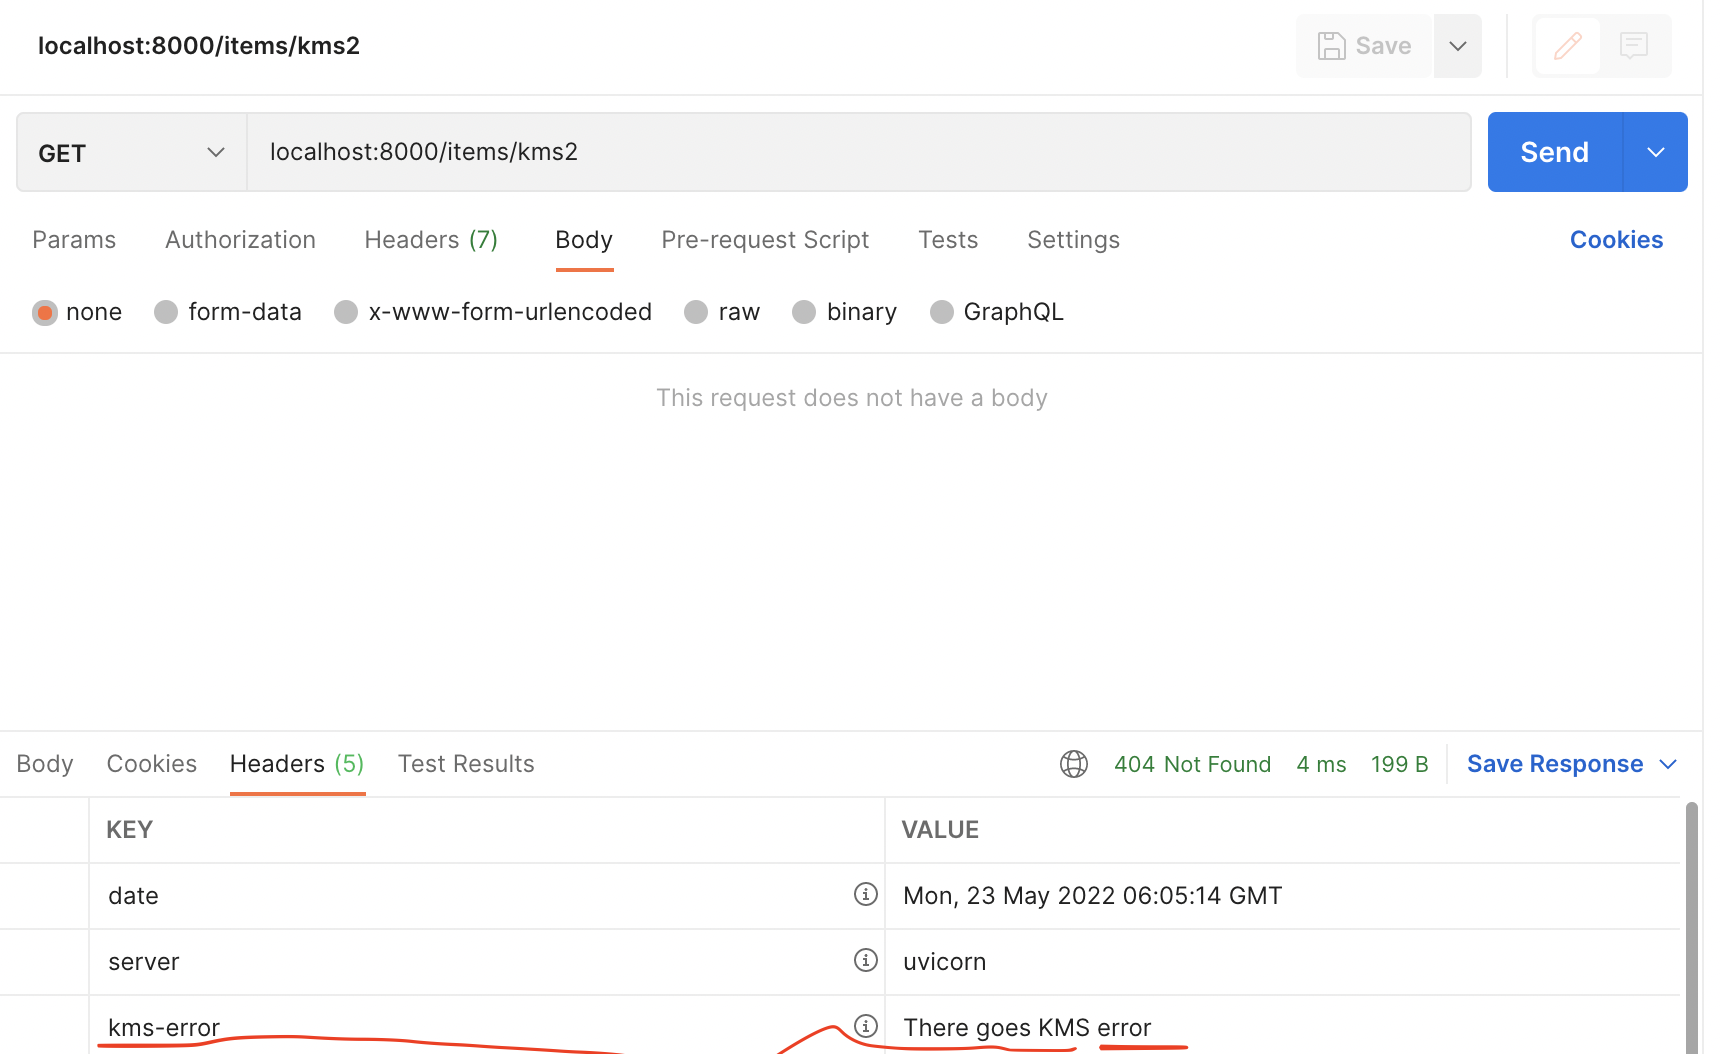 localhost:8000/items/kms2
Save
GET
localhost:8000/items/kms2
Send
Params Authorization Headers (7) Body Pre-request Script Tests Settings Cookies
none form-data x-www-form-urlencoded raw binary GraphQL
This request does not have a body
Body Cookies Headers (5) Test Results 404 Not Found 4 ms 199 B Save Response
KEY VALUE
date Mon, 23 May 2022 06:05:14 GMT
server uvicorn
kms-error There goes KMS error